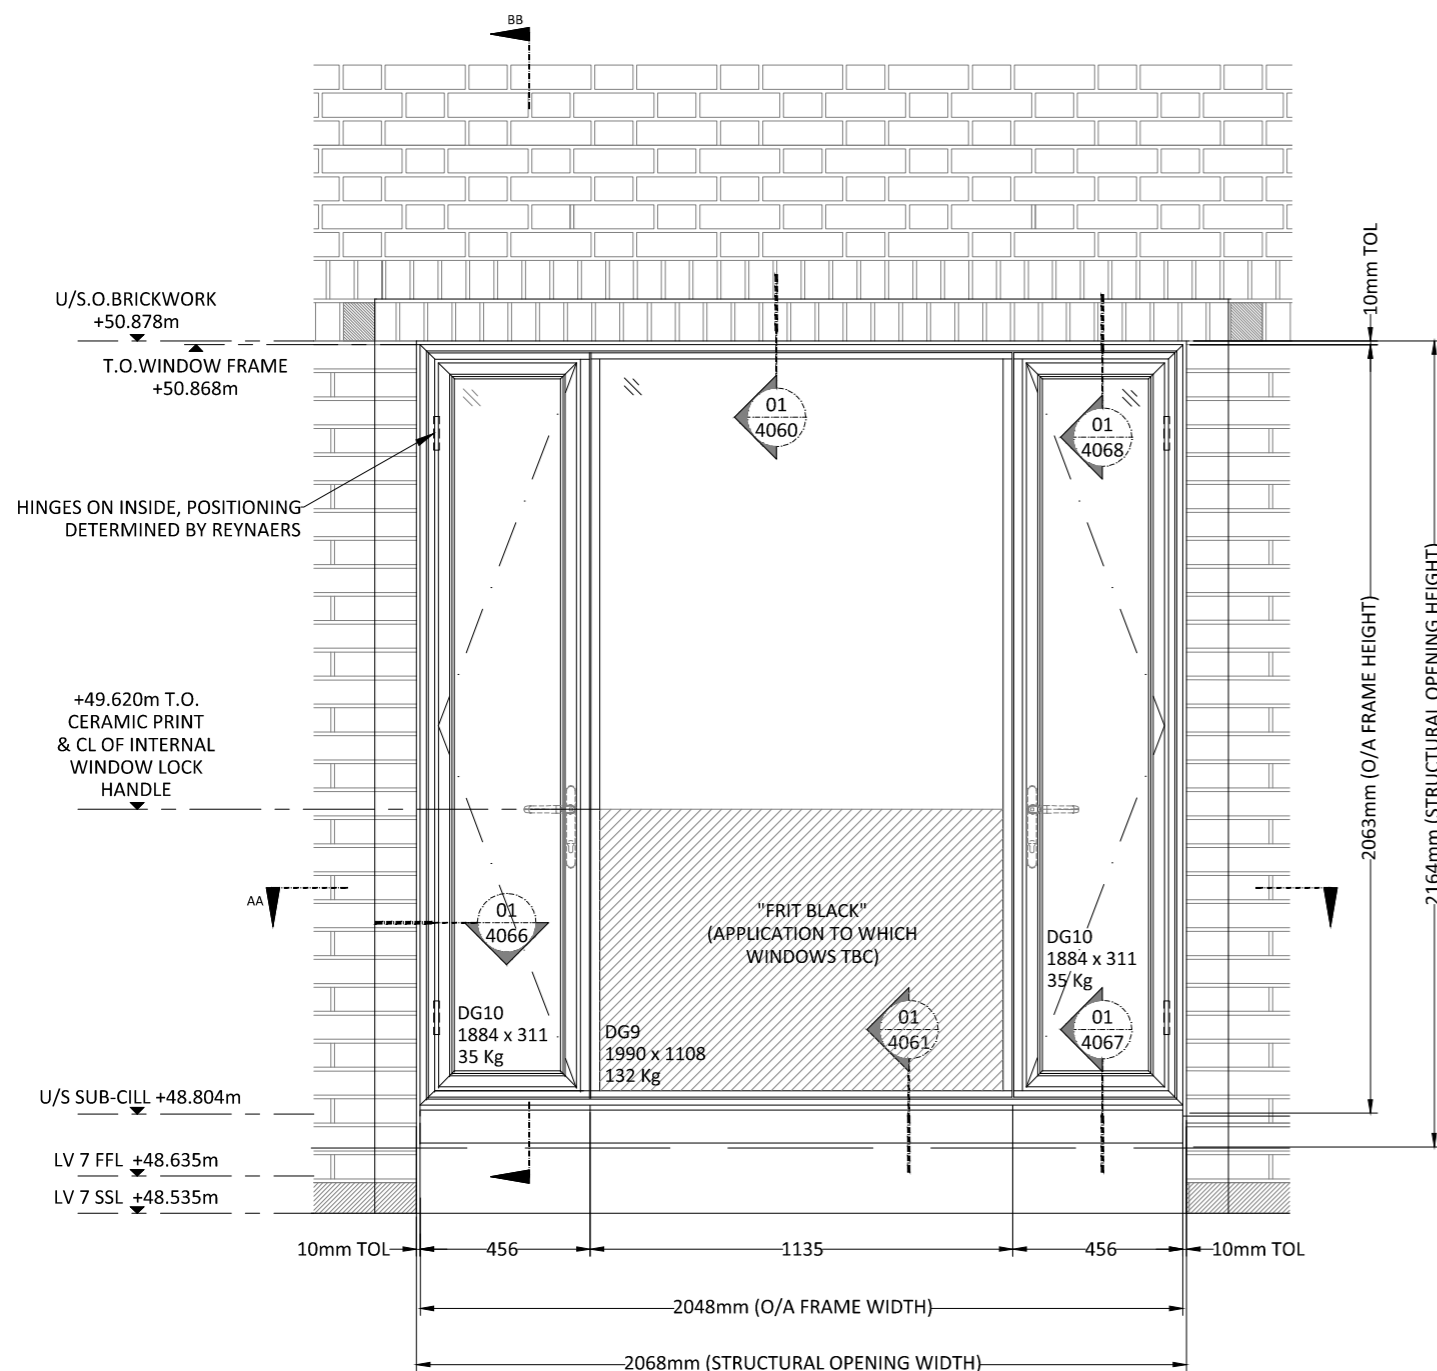 BB
U/S.O.BRICKWORK
+50.878m
T.O.WINDOW FRAME
+50.868m
10mm TOL
01
4060
01
4068
HINGES ON INSIDE, POSITIONING
DETERMINED BY REYNAERS
+49.620m T.O.
CERAMIC PRINT
& CL OF INTERNAL
WINDOW LOCK
HANDLE
2063mm (O/A FRAME HEIGHT)
2164mm (STRUCTURAL OPENING HEIGHT)
AA
01
4066
"FRIT BLACK"
(APPLICATION TO WHICH
WINDOWS TBC)
DG10
1884 x 311
35 Kg
DG10
1884 x 311
35 Kg
DG9
1990 x 1108
132 Kg
01
4061
01
4067
U/S SUB-CILL +48.804m
LV 7 FFL +48.635m
LV 7 SSL +48.535m
10mm TOL
456
1135
456
10mm TOL
2048mm (O/A FRAME WIDTH)
2068mm (STRUCTURAL OPENING WIDTH)